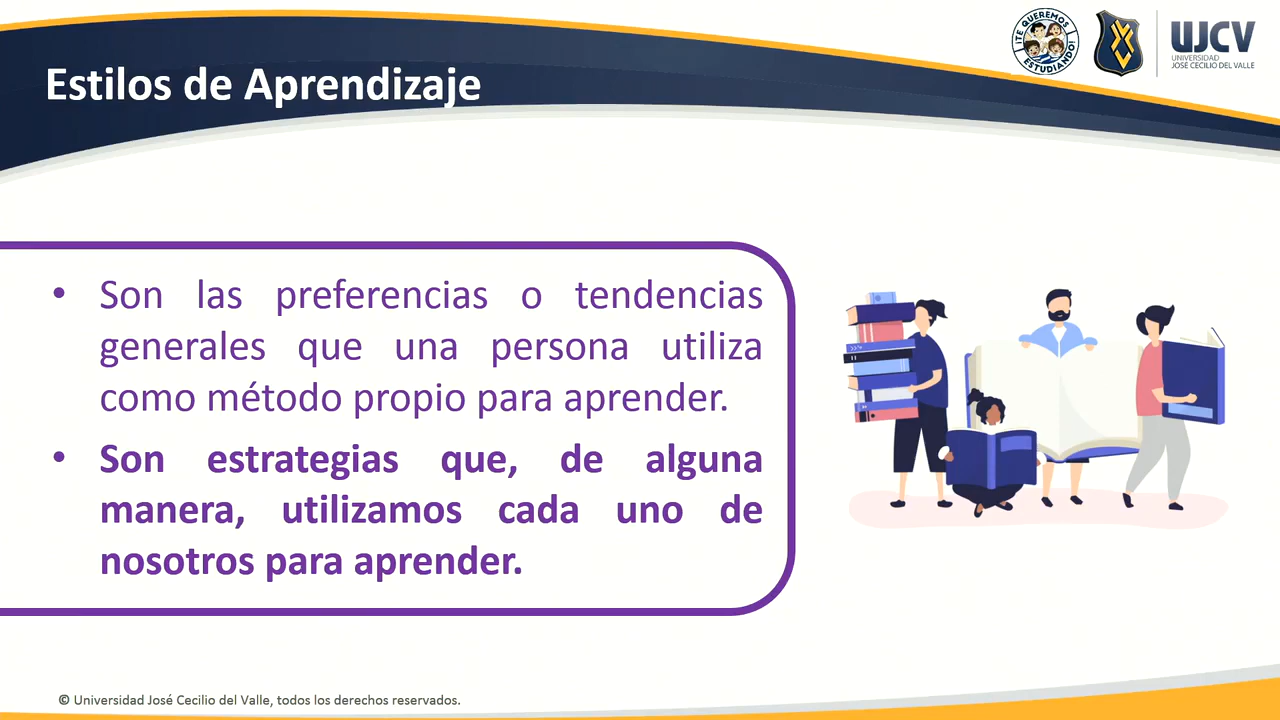 ¡TE QUEREMOS
ESTUDIANDO!
UJCV
UNIVERSIDAD
JOSÉ CECILIO DEL VALLE
Estilos de Aprendizaje
• Son las preferencias o tendencias
generales que una persona utiliza
como método propio para aprender.
• Son estrategias que, de alguna
manera, utilizamos cada uno de
nosotros para aprender.
© Universidad José Cecilio del Valle, todos los derechos reservados.